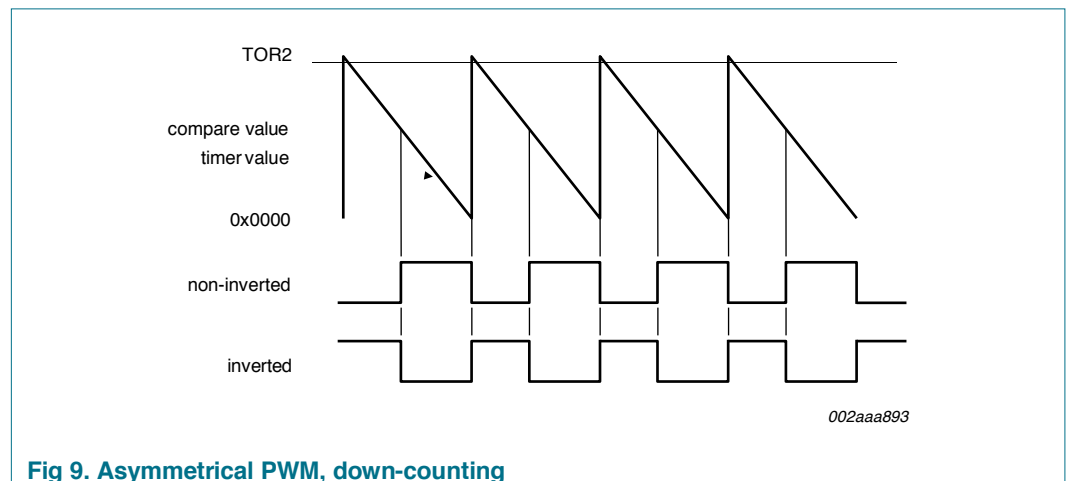 TOR2
compare value
timer value
0x0000
non-inverted
inverted
002aaa893
Fig 9. Asymmetrical PWM, down-counting